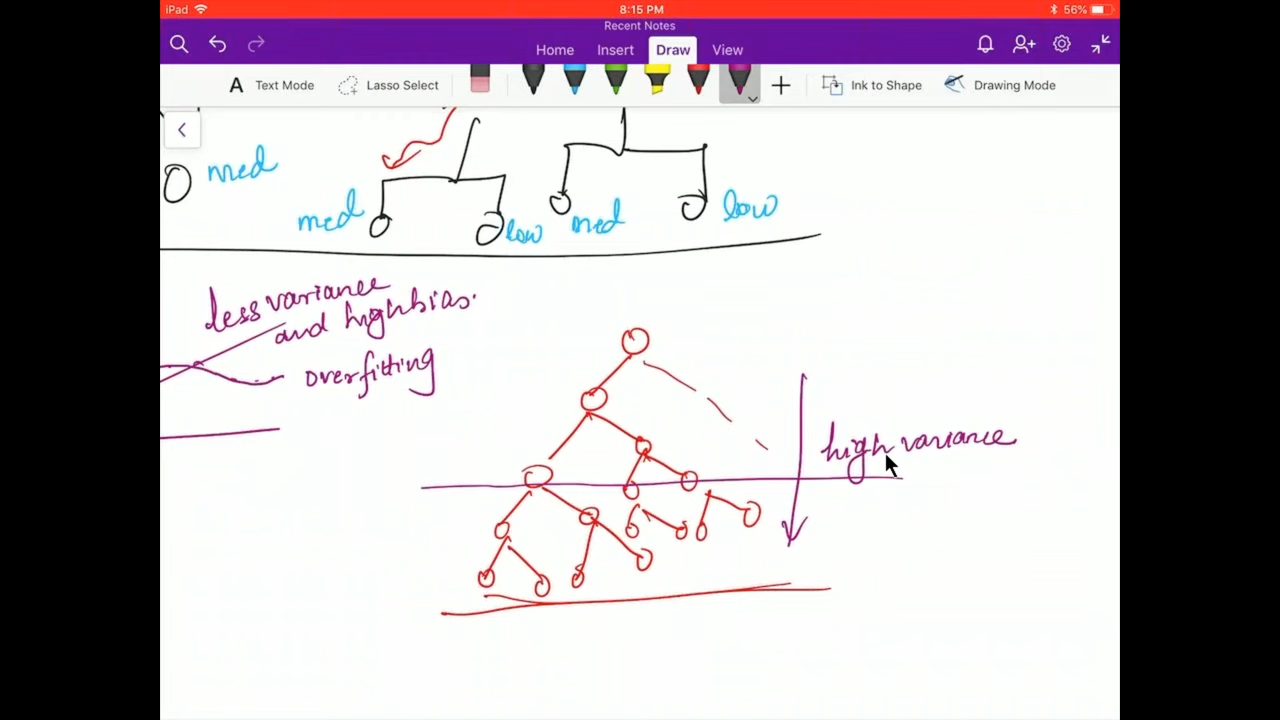 iPad 8:15 PM 56%
Recent Notes
Home Insert Draw View
A Text Mode Lasso Select Ink to Shape Drawing Mode
med
med low med low
less variance
and high bias.
overfitting
high variance